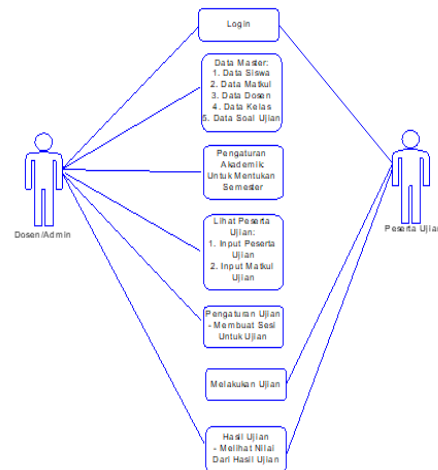 Login
Data Master:
1. Data Siswa
2. Data Matkul
3. Data Dosen
4. Data Kelas
5. Data Soal Ujian
Pengaturan
Akademik:
Untuk Mentukan
Semester
Dosen/Admin
Peserta Ujian
Lihat Peserta
Ujian:
1. Input Peserta
Ujian
2. Input Matkul
Ujian
Pengaturan Ujian
- Membuat Sesi
Untuk Ujian
Melakukan Ujian
Hasil Ujian
- Melihat Nilai
Dari Hasil Ujian